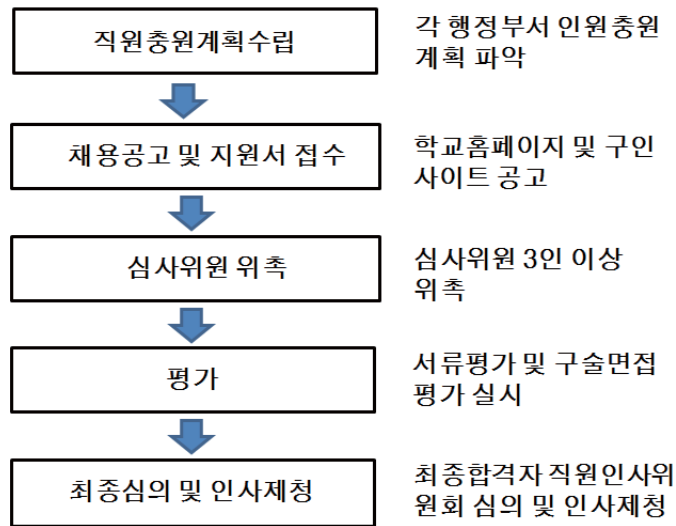 직원충원계획수립
각 행정부서 인원충원
계획 파악
채용공고 및 지원서 접수
학교홈페이지 및 구인
사이트 공고
심사위원 위촉
심사위원 3인 이상
위촉
평가
서류평가 및 구술면접
평가 실시
최종심의 및 인사제청
최종합격자 직원인사위
원회 심의 및 인사제청